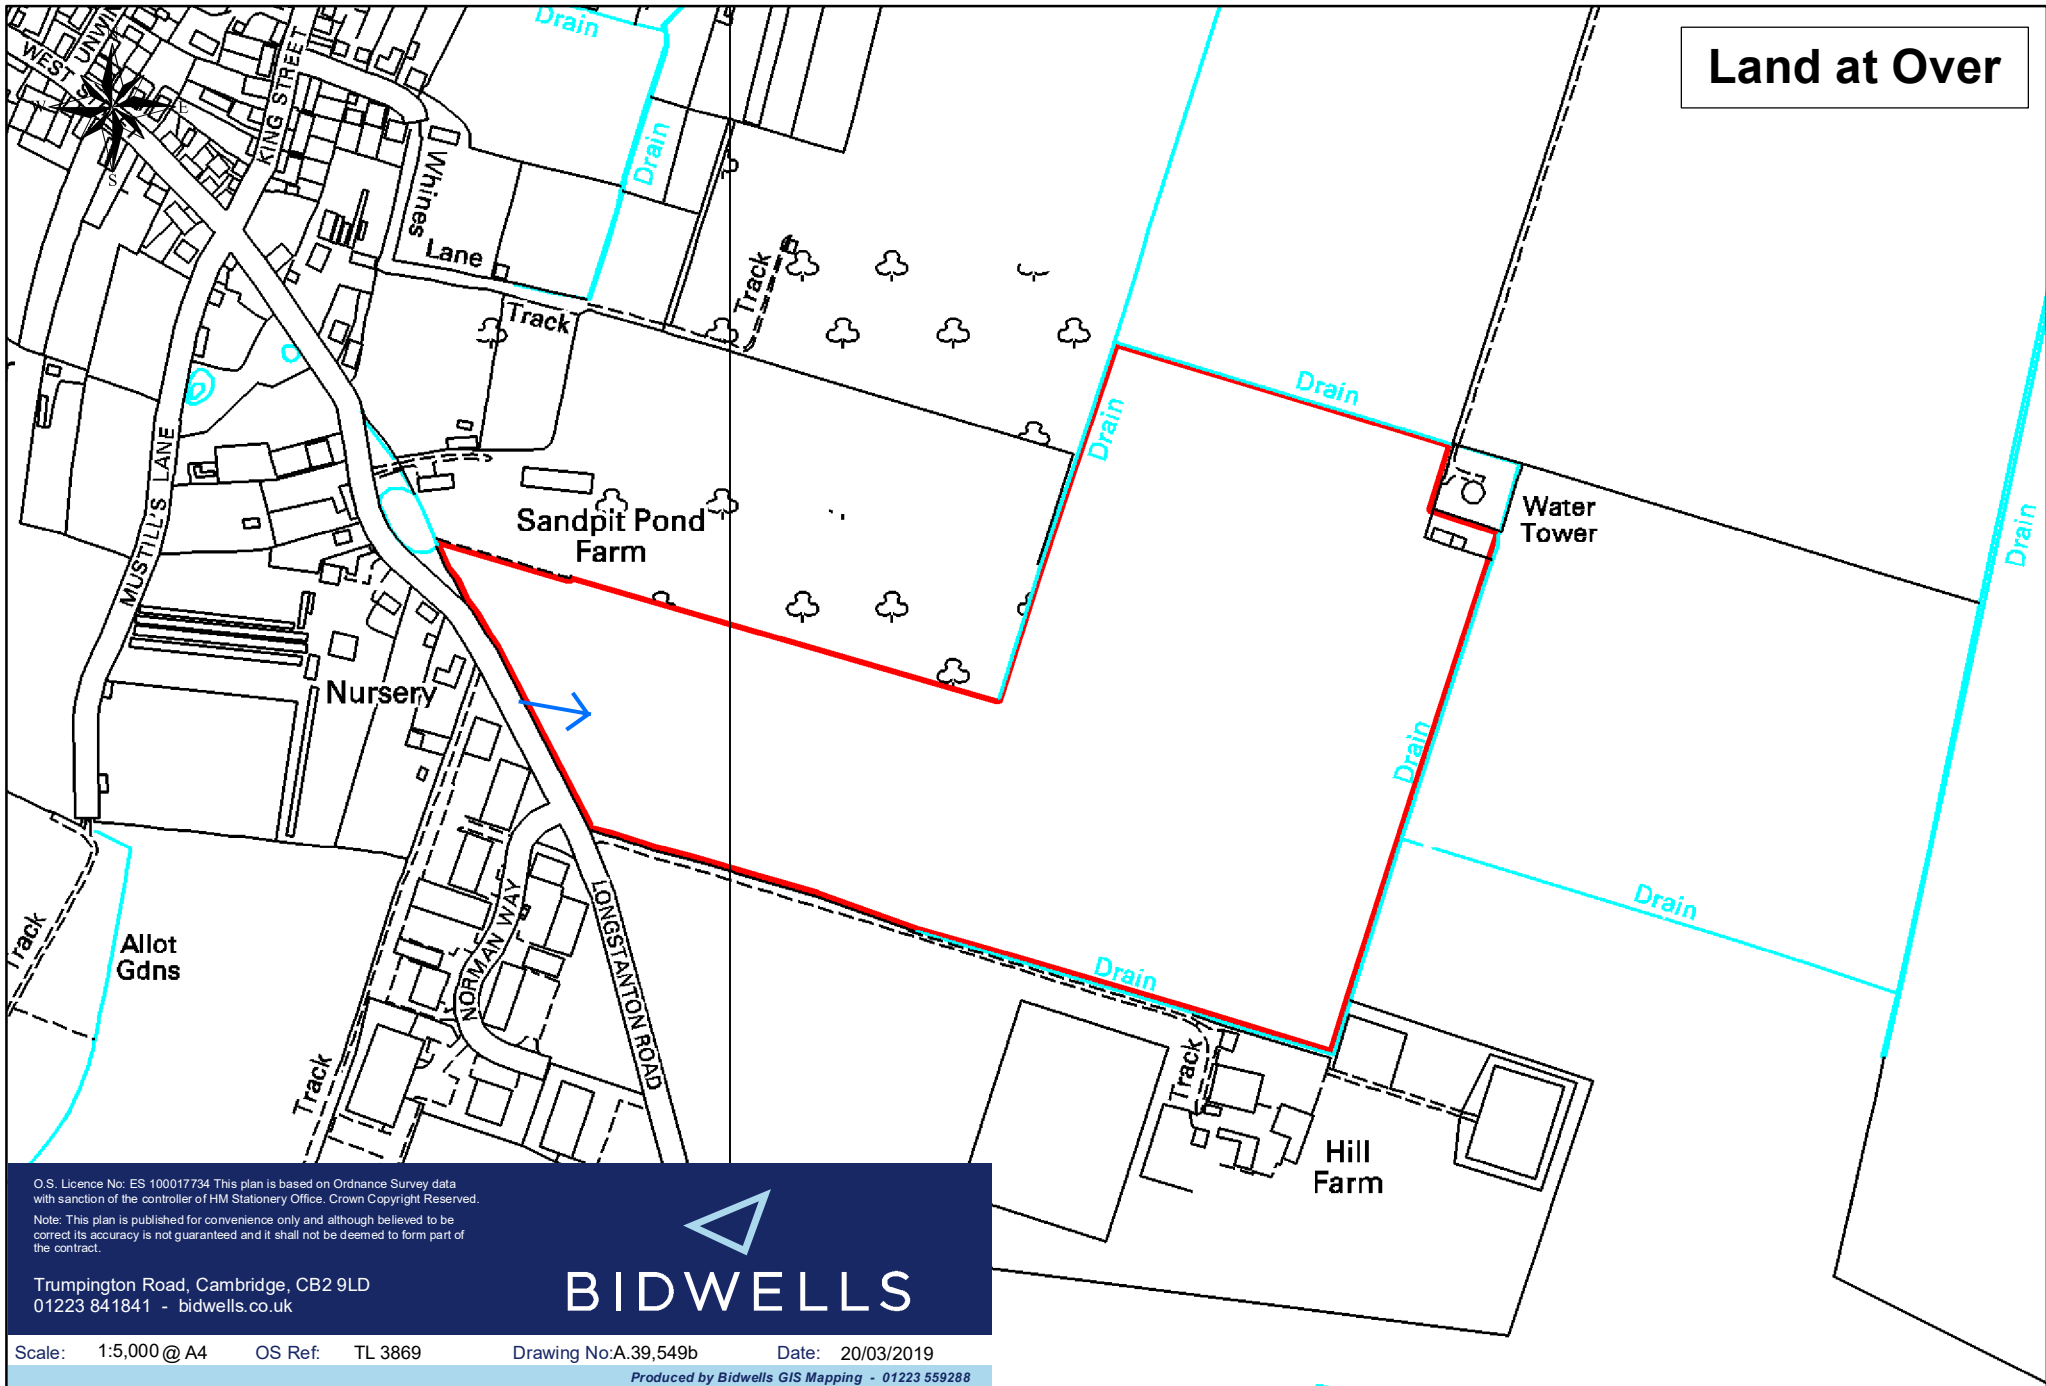 Land at Over
Drain
UNWIN
WEST ST
KING STREET
W
E
S
Drain
Whines
Lane
Track
Track
Drain
Drain
MUSTILL'S LANE
Sandpit Pond
Farm
Water
Tower
Drain
Nursery
Drain
Drain
NORMAN WAY
LONGSTANTON ROAD
Track
Allot
Gdns
Drain
Track
Track
Hill
Farm
O.S. Licence No: ES 100017734 This plan is based on Ordnance Survey data
with sanction of the controller of HM Stationery Office. Crown Copyright Reserved.
Note: This plan is published for convenience only and although believed to be
correct its accuracy is not guaranteed and it shall not be deemed to form part of
the contract.
Trumpington Road, Cambridge, CB2 9LD
01223 841841 - bidwells.co.uk
BIDWELLS
Scale: 1:5,000 @ A4 OS Ref: TL 3869 Drawing No:A.39,549b Date: 20/03/2019
Produced by Bidwells GIS Mapping - 01223 559288